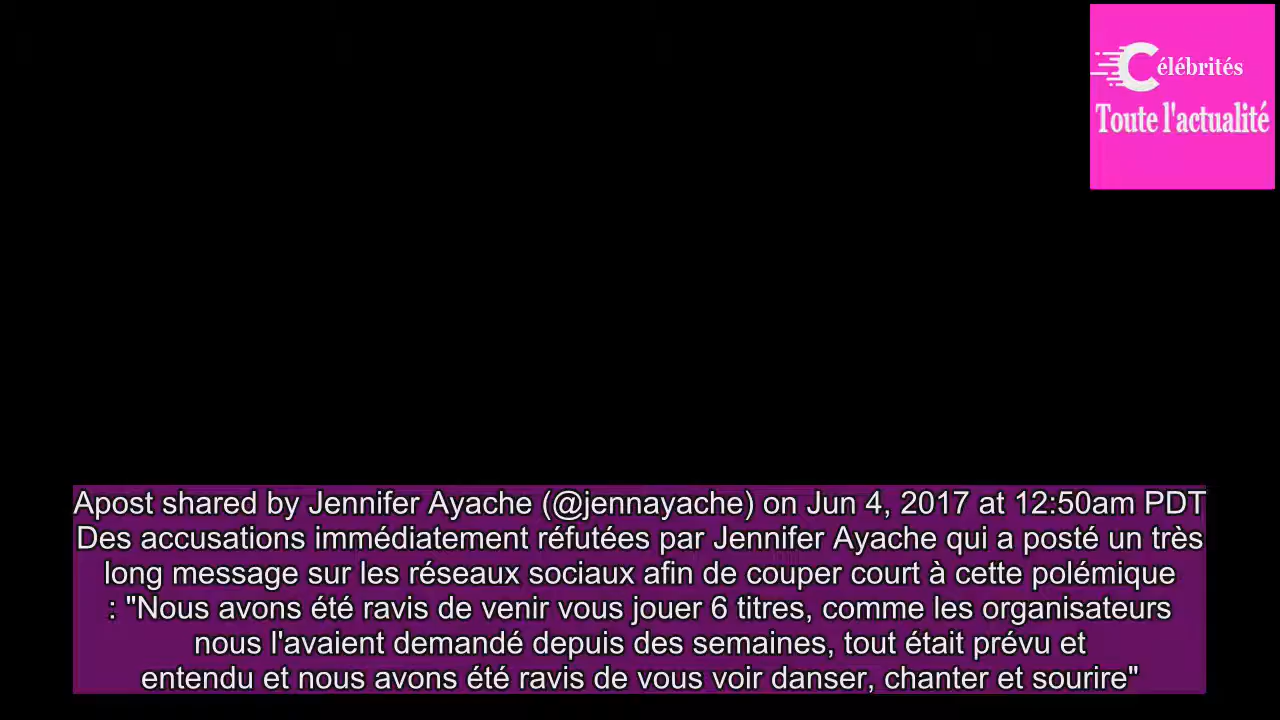 Célébrités
Toute l'actualité
Apost shared by Jennifer Ayache (@jennayache) on Jun 4, 2017 at 12:50am PDT
Des accusations immédiatement réfutées par Jennifer Ayache qui a posté un très
long message sur les réseaux sociaux afin de couper court à cette polémique
: "Nous avons été ravis de venir vous jouer 6 titres, comme les organisateurs
nous l'avaient demandé depuis des semaines, tout était prévu et
entendu et nous avons été ravis de vous voir danser, chanter et sourire"